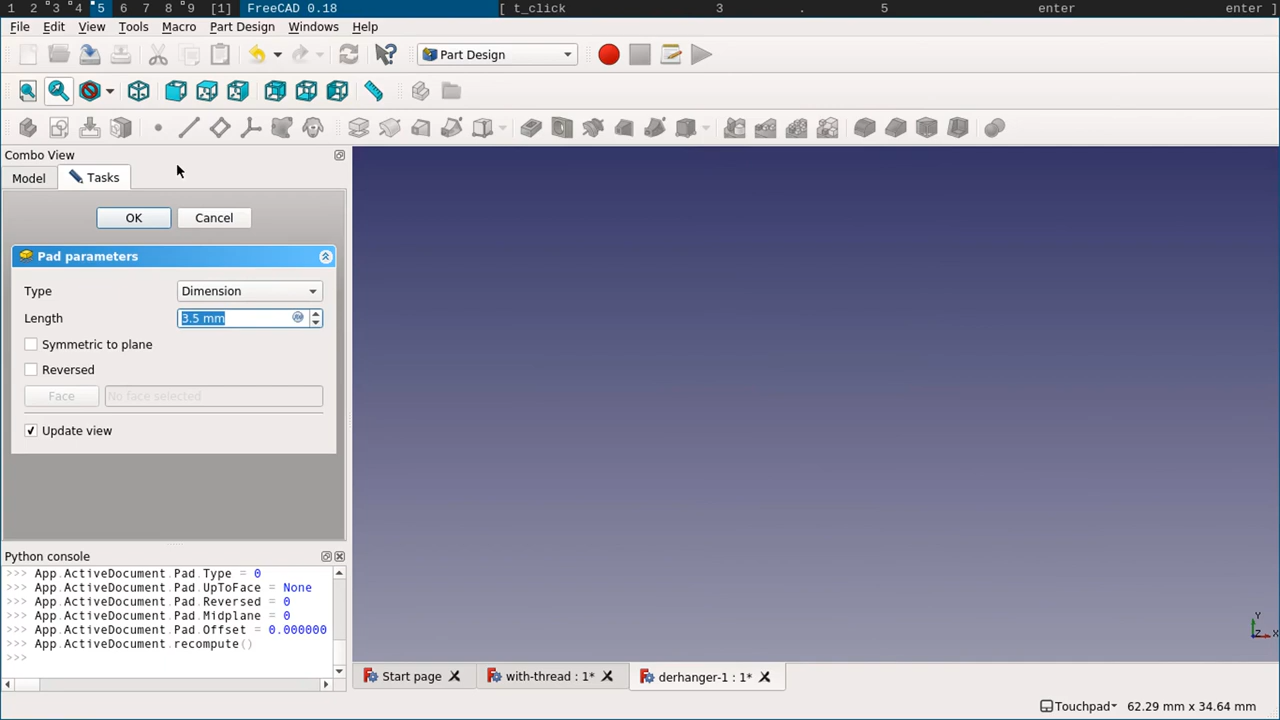 1 2 °3 °4 5 6 7 8 °9 [1] FreeCAD 0.18 [ t_click 3 . 5 enter enter ]
File Edit View Tools Macro Part Design Windows Help
Part Design
Combo View
Model Tasks
OK Cancel
Pad parameters
Type Dimension
Length 3.5 mm
Symmetric to plane
Reversed
Face No face selected
Update view
Python console
>>> App.ActiveDocument.Pad.Type = 0
>>> App.ActiveDocument.Pad.UpToFace = None
>>> App.ActiveDocument.Pad.Reversed = 0
>>> App.ActiveDocument.Pad.Midplane = 0
>>> App.ActiveDocument.Pad.Offset = 0.000000
>>> App.ActiveDocument.recompute()
>>>
Y
Z X
Start page with-thread : 1* derhanger-1 : 1*
Touchpad 62.29 mm x 34.64 mm